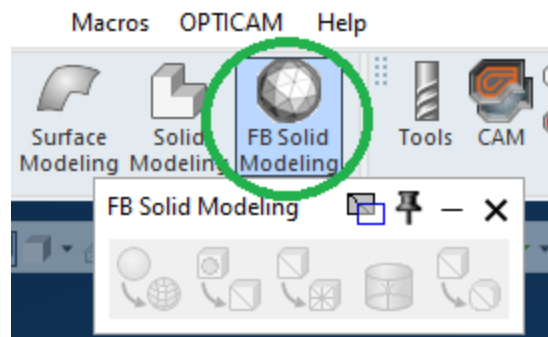 Macros OPTICAM Help
Surface Modeling
Solid Modeling
FB Solid Modeling
Tools
CAM
FB Solid Modeling